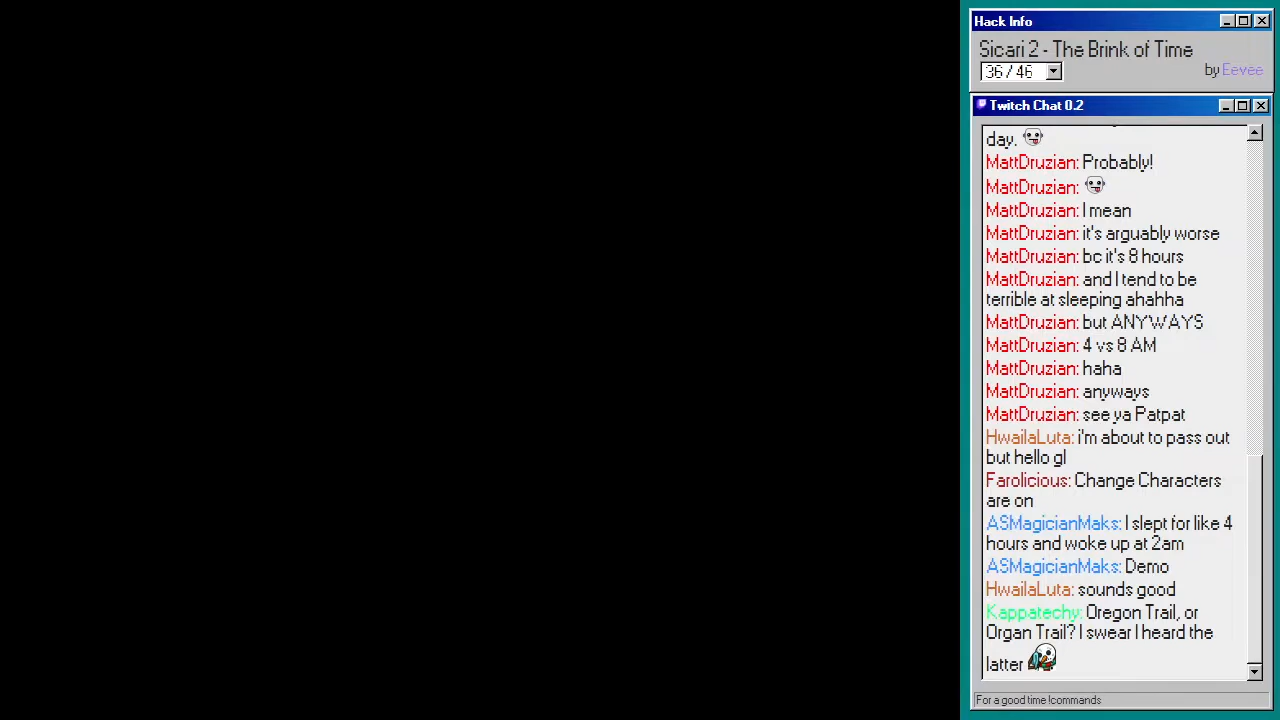 Hack Info
Sicari 2 - The Brink of Time
36 / 46
by Eevee
Twitch Chat 0.2
day.
MattDruzian: Probably!
MattDruzian:
MattDruzian: I mean
MattDruzian: it's arguably worse
MattDruzian: bc it's 8 hours
MattDruzian: and I tend to be
terrible at sleeping ahahha
MattDruzian: but ANYWAYS
MattDruzian: 4 vs 8 AM
MattDruzian: haha
MattDruzian: anyways
MattDruzian: see ya Patpat
HwailaLuta: i'm about to pass out
but hello gl
Farolicious: Change Characters
are on
ASMagicianMaks: I slept for like 4
hours and woke up at 2am
ASMagicianMaks: Demo
HwailaLuta: sounds good
Kappatechy: Oregon Trail, or
Organ Trail? I swear I heard the
latter
For a good time !commands